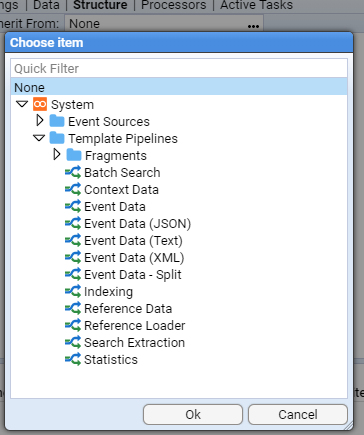 ngs | Data | Structure | Processors | Active Tasks
nherit From: None ...
Choose item
Quick Filter
None
System
Event Sources
Template Pipelines
Fragments
Batch Search
Context Data
Event Data
Event Data (JSON)
Event Data (Text)
Event Data (XML)
Event Data - Split
Indexing
Reference Data
Reference Loader
Search Extraction
Statistics
Ok Cancel